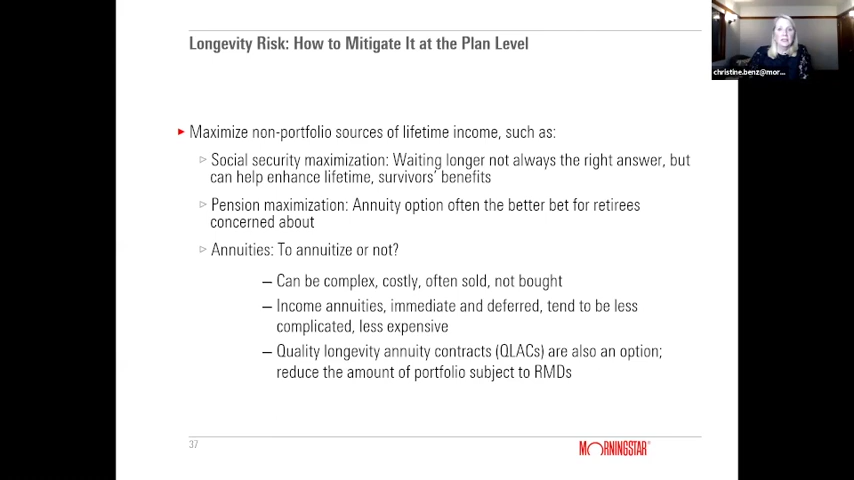 Longevity Risk: How to Mitigate It at the Plan Level
christine.benz@mor...
Maximize non-portfolio sources of lifetime income, such as:
Social security maximization: Waiting longer not always the right answer, but
can help enhance lifetime, survivors' benefits
Pension maximization: Annuity option often the better bet for retirees
concerned about
Annuities: To annuitize or not?
– Can be complex, costly, often sold, not bought
– Income annuities, immediate and deferred, tend to be less
complicated, less expensive
– Quality longevity annuity contracts (QLACs) are also an option;
reduce the amount of portfolio subject to RMDs
37
MORNINGSTAR®